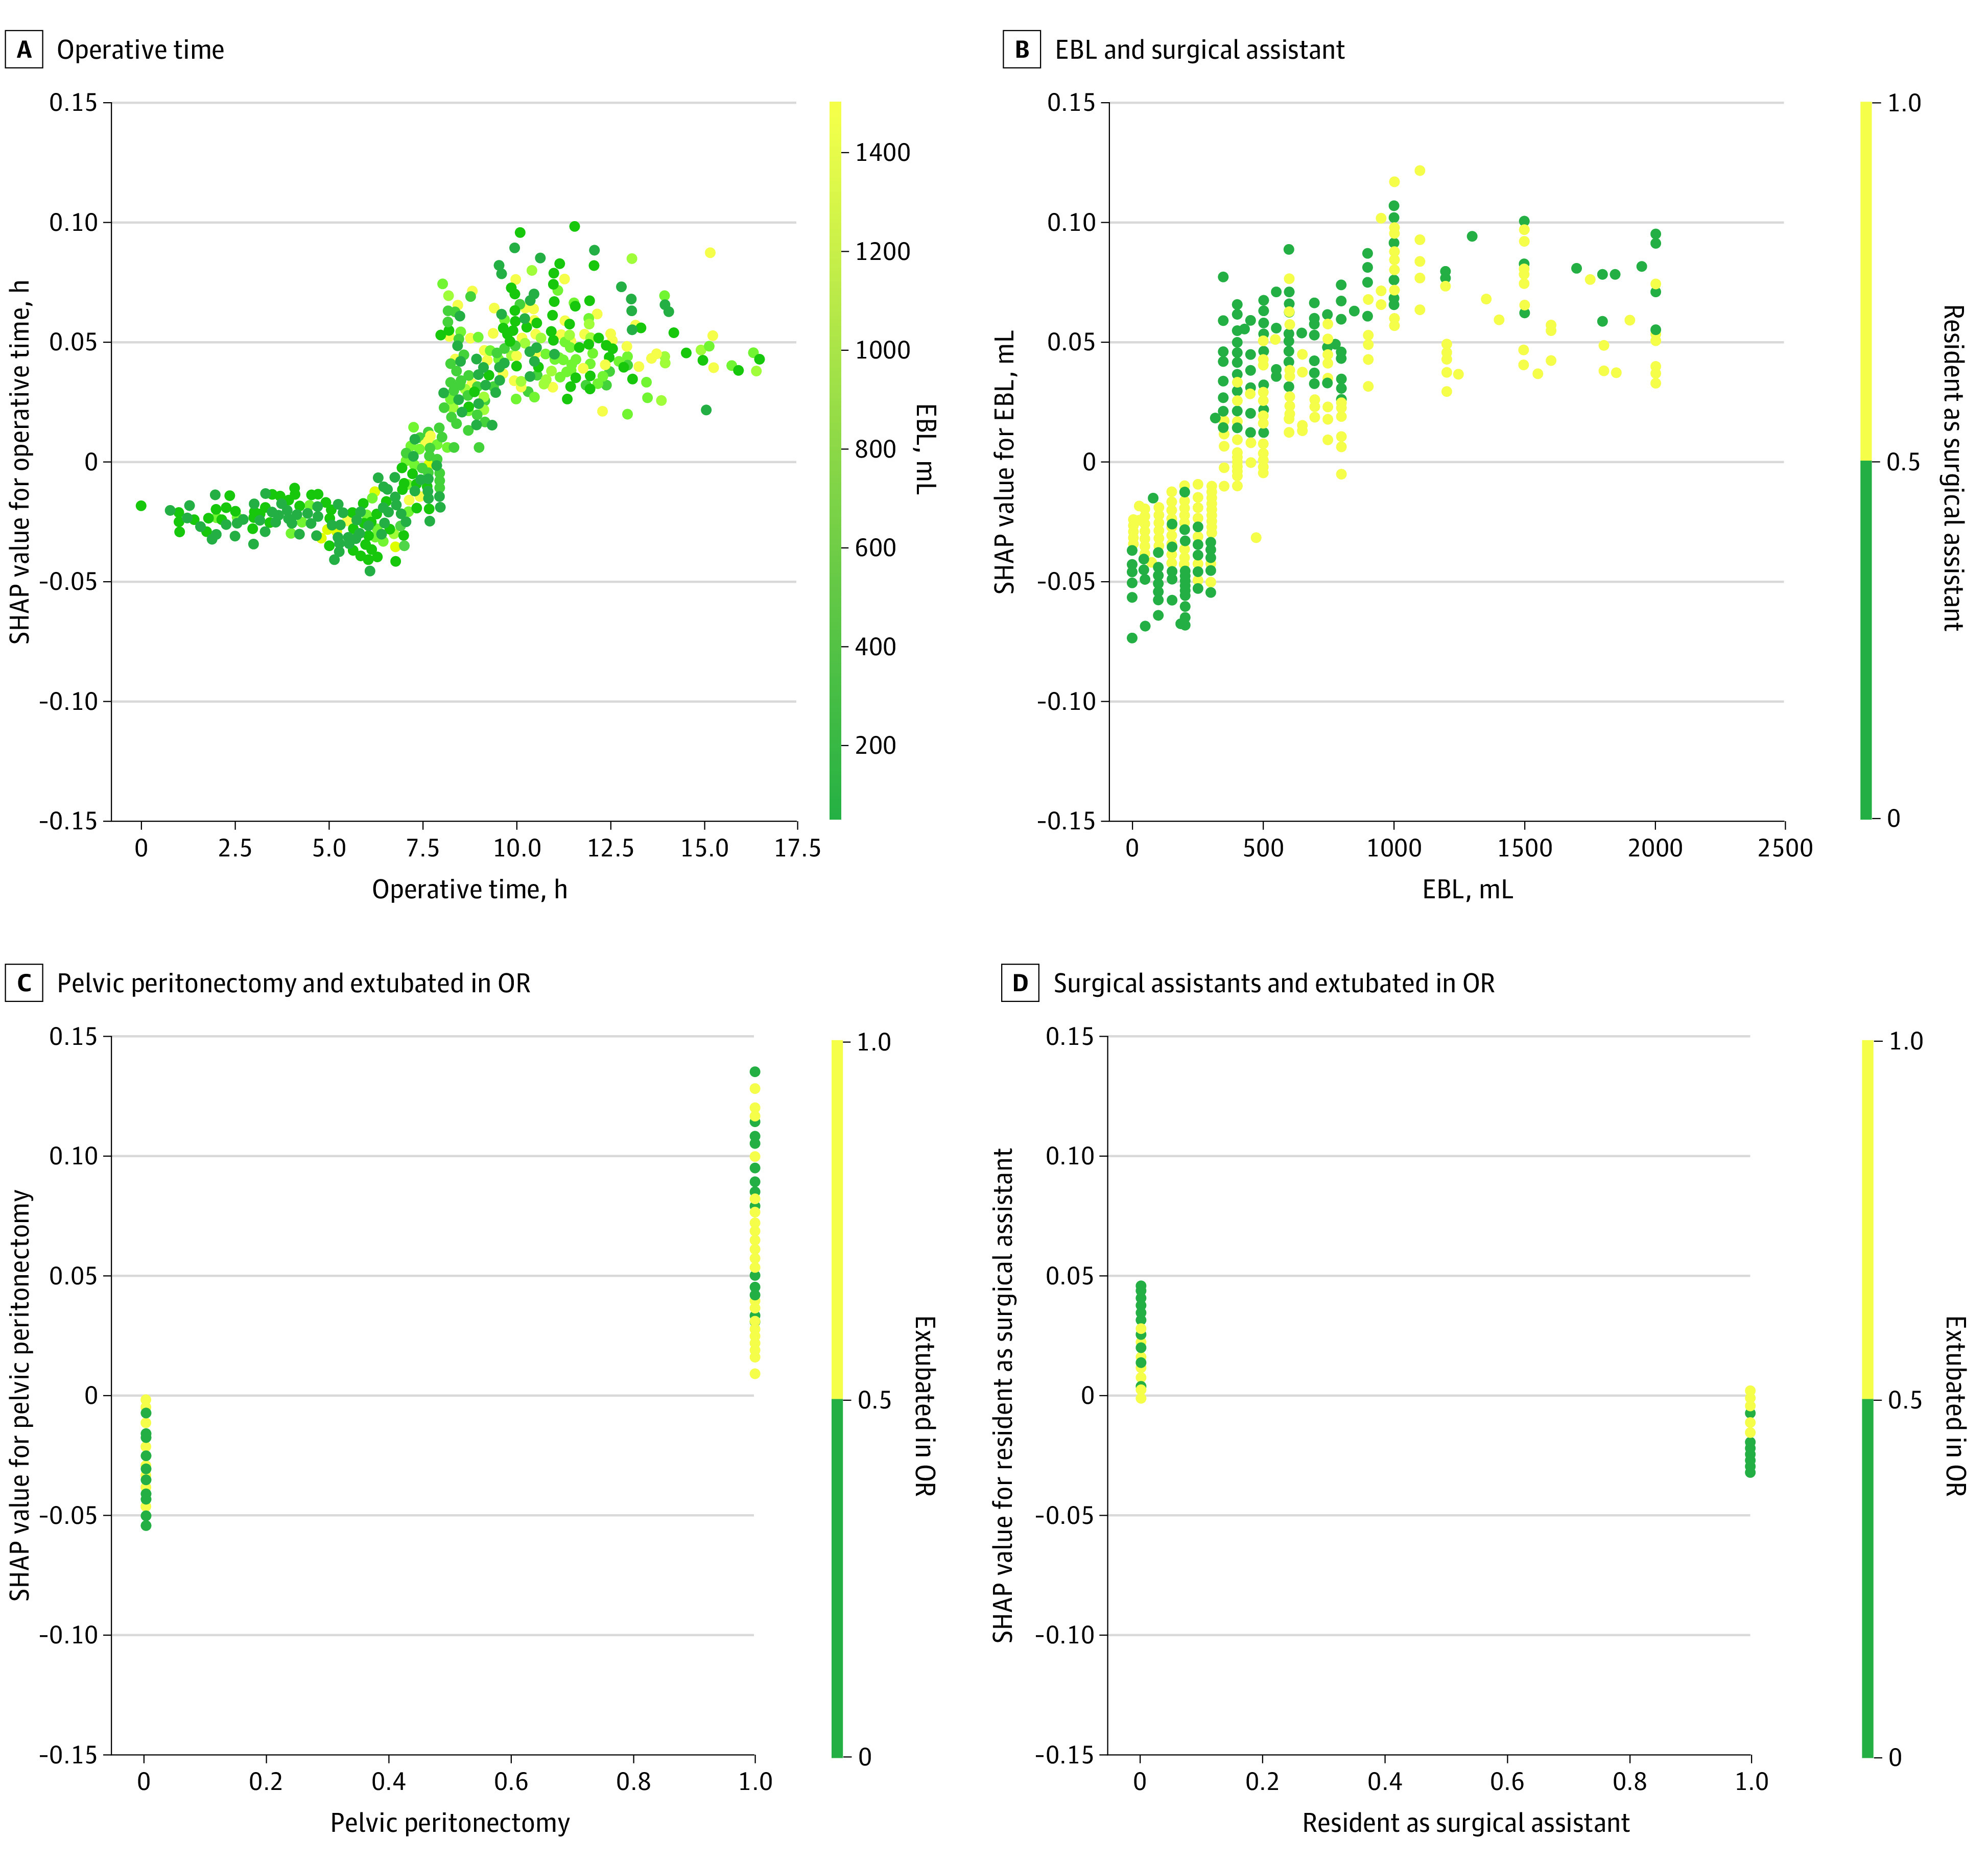 A Operative time
0.15
0.10
0.05
0
-0.05
-0.10
-0.15
SHAP value for operative time, h
0 2.5 5.0 7.5 10.0 12.5 15.0 17.5
Operative time, h
1400
1200
1000
800
600
400
200
EBL, mL
B EBL and surgical assistant
0.15
0.10
0.05
0
-0.05
-0.10
-0.15
SHAP value for EBL, mL
0 500 1000 1500 2000 2500
EBL, mL
1.0
0.5
0
Resident as surgical assistant
C Pelvic peritonectomy and extubated in OR
0.15
0.10
0.05
0
-0.05
-0.10
-0.15
SHAP value for pelvic peritonectomy
0 0.2 0.4 0.6 0.8 1.0
Pelvic peritonectomy
1.0
0.5
0
Extubated in OR
D Surgical assistants and extubated in OR
0.15
0.10
0.05
0
-0.05
-0.10
-0.15
SHAP value for resident as surgical assistant
0 0.2 0.4 0.6 0.8 1.0
Resident as surgical assistant
1.0
0.5
0
Extubated in OR